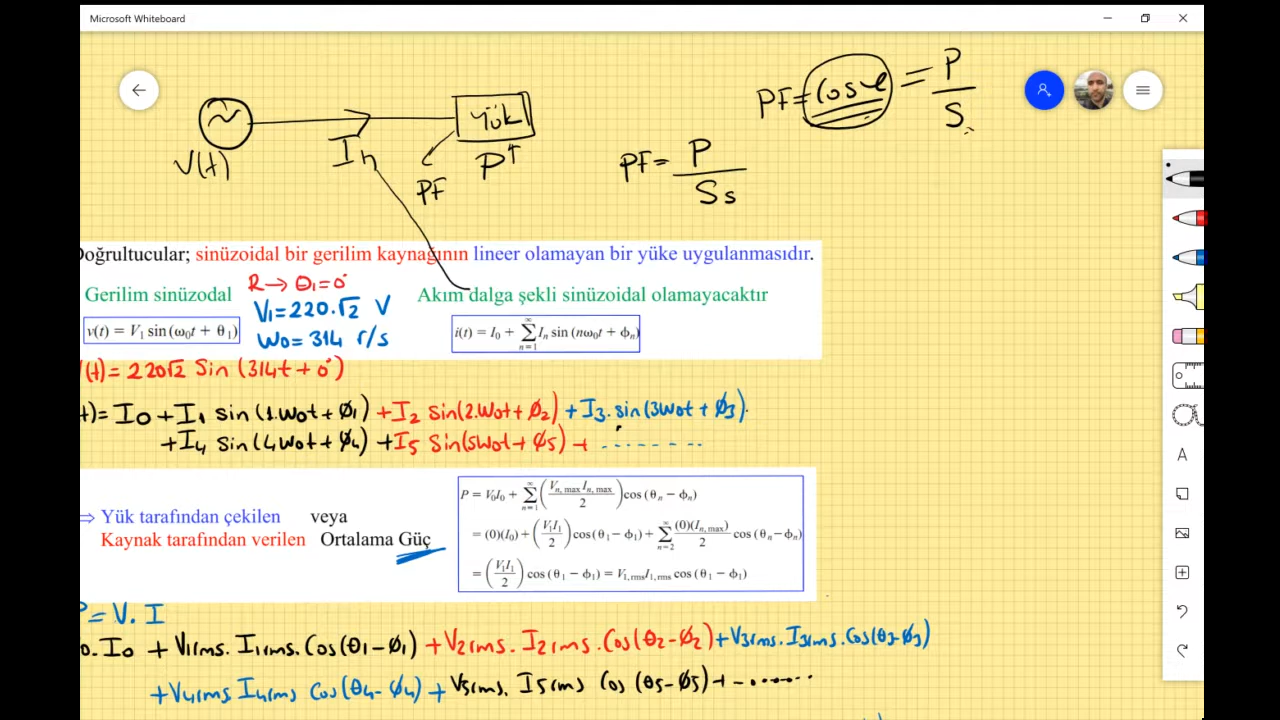 Microsoft Whiteboard
V(t)
In
Yük
PF
P
PF = cosφ = P/S
PF = P/Ss
Doğrultucular; sinüzoidal bir gerilim kaynağının lineer olamayan bir yüke uygulanmasıdır.
Gerilim sinüzodal
R → θ1 = 0°
Akım dalga şekli sinüzoidal olamayacaktır
V1 = 220.√2 V
v(t) = V1 sin (ω0t + θ1)
W0 = 314 r/s
i(t) = I0 + ∑n=1∞ In sin (nω0t + ϕn)
(t) = 220√2 Sin (314t + 0°)
t) = I0 + I1 sin(1.W0t + Ø1) + I2 sin(2.W0t + Ø2) + I3.sin(3W0t + Ø3)
+ I4 sin(4W0t + Ø4) + I5 sin(5W0t + Ø5) + ........
P = V0I0 + ∑n=1∞ (Vn, max In, max / 2) cos (θn − ϕn)
⇒ Yük tarafından çekilen veya
= (0)(I0) + (V1I1 / 2) cos (θ1 − ϕ1) + ∑n=2∞ (0)(In,max) / 2 cos (θn − ϕn)
Kaynak tarafından verilen Ortalama Güç
= (V1I1 / 2) cos (θ1 − ϕ1) = V1,rms I1,rms cos (θ1 − ϕ1)
P = V. I
0.I0 + V1rms. I1rms. Cos(θ1 − Ø1) + V2rms. I2rms. Cos(θ2 − Ø2) + V3rms. I3rms. Cos(θ3 − Ø3)
+ V4rms. I4rms Cos(θ4 − Ø4) + V5rms. I5rms Cos (θ5 − Ø5) + ........
A